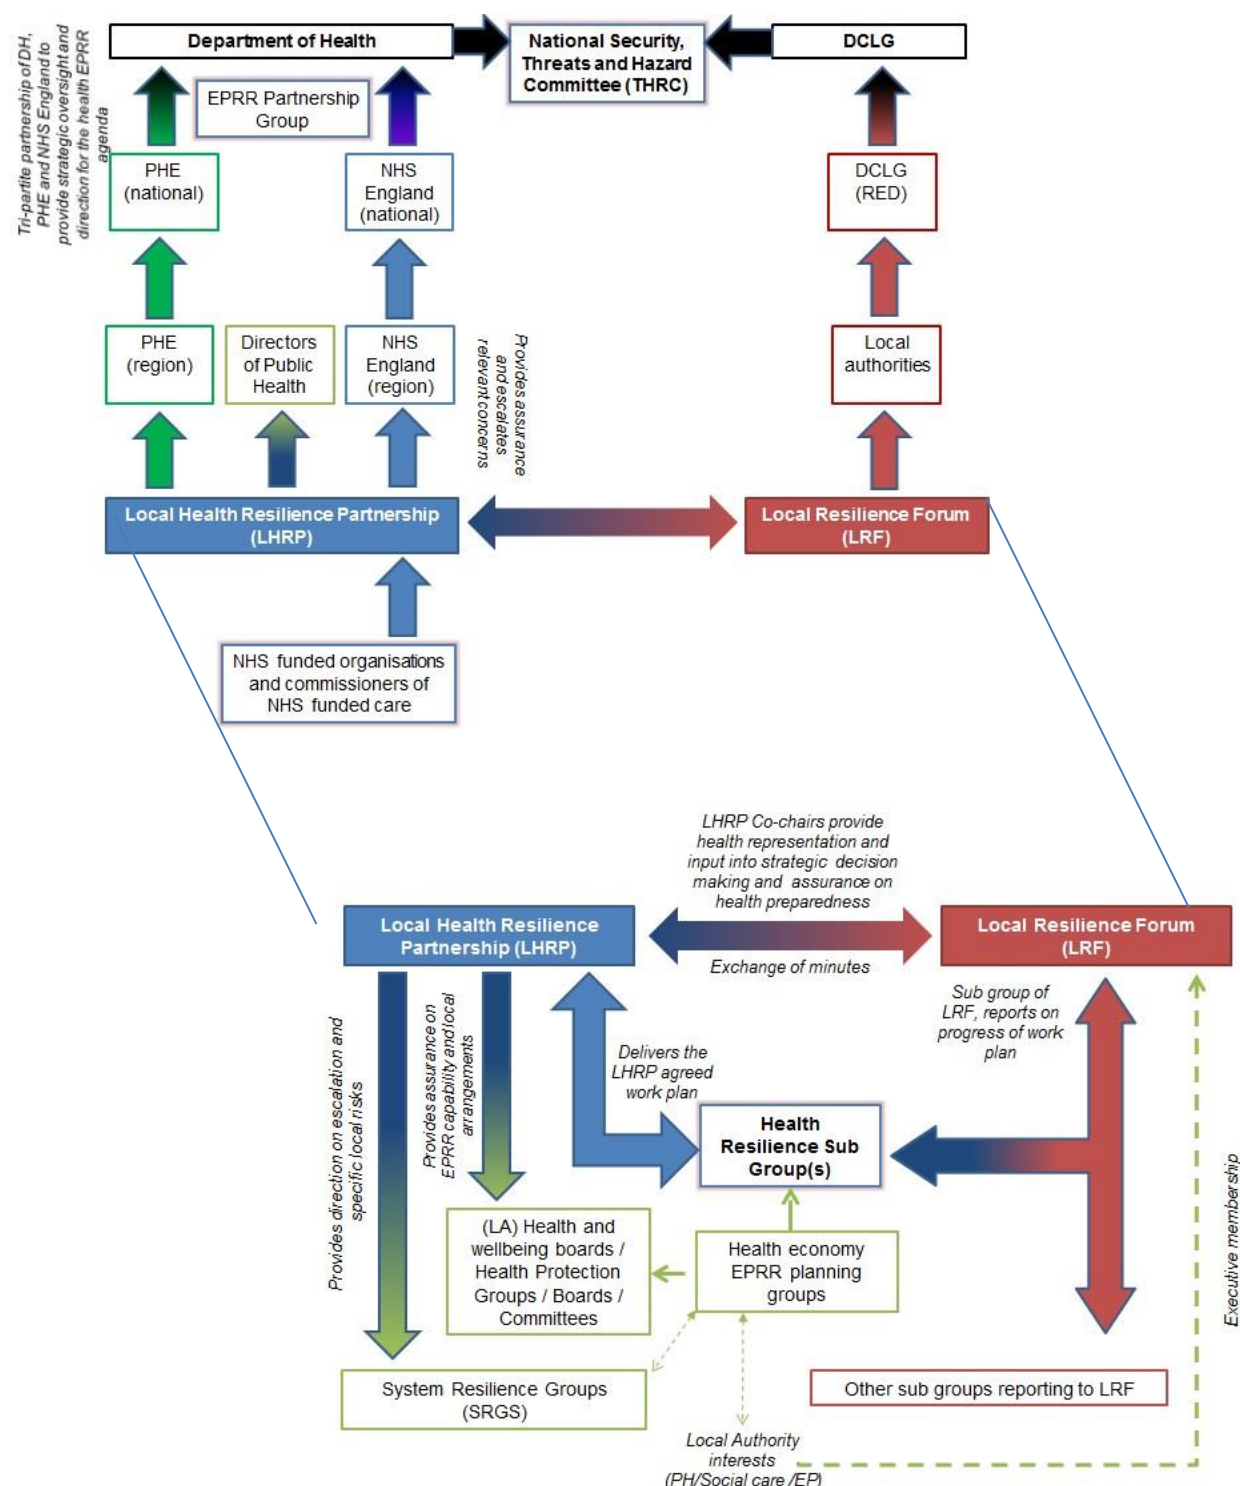 Department of Health
National Security,
Threats and Hazard
Committee (THRC)
DCLG
Tri-partite partnership of DH,
PHE and NHS England to
provide strategic oversight and
direction for the health EPRR
agenda
EPRR Partnership
Group
PHE
(national)
NHS
England
(national)
DCLG
(RED)
PHE
(region)
Directors
of Public
Health
NHS
England
(region)
Provides assurance
and escalates
relevant concerns
Local
authorities
Local Health Resilience Partnership
(LHRP)
Local Resilience Forum
(LRF)
NHS funded organisations
and commissioners of
NHS funded care
LHRP Co-chairs provide
health representation and
input into strategic decision
making and assurance on
health preparedness
Local Health Resilience
Partnership (LHRP)
Local Resilience Forum
(LRF)
Exchange of minutes
Provides direction on escalation and
specific local risks
Provides assurance on
EPRR capability and local
arrangements
Delivers the
LHRP agreed
work plan
Sub group of
LRF, reports on
progress of work
plan
Health
Resilience Sub
Group(s)
Executive membership
(LA) Health and
wellbeing boards /
Health Protection
Groups / Boards /
Committees
Health economy
EPRR planning
groups
System Resilience Groups
(SRGS)
Other sub groups reporting to LRF
Local Authority
interests
(PH/Social care /EP)